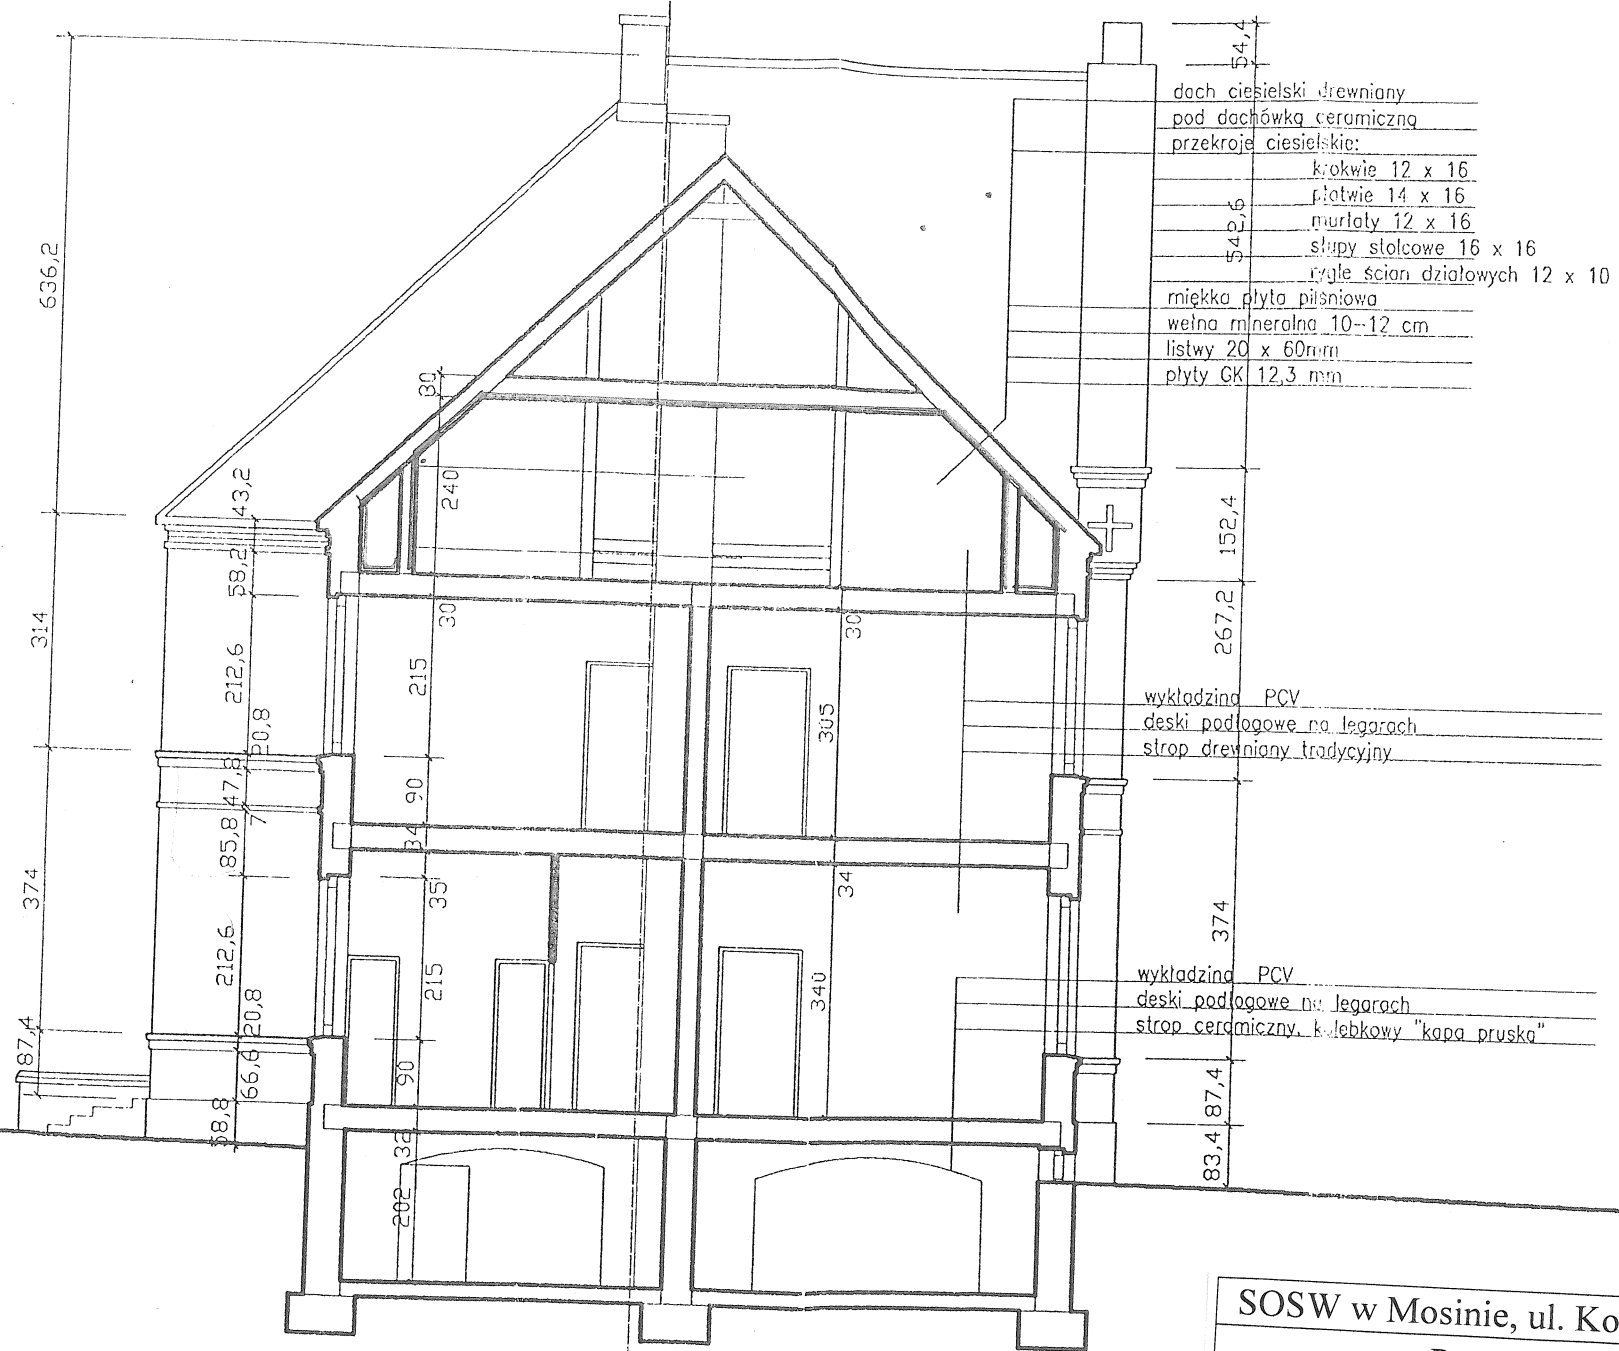 54,4
dach ciesielski drewniany
pod dachówką ceramiczną
przekroje ciesielskie:
krokwie 12 x 16
płatwie 14 x 16
murłaty 12 x 16
słupy stolcowe 16 x 16
rygle ścian działowych 12 x 10
miękka płyta pilśniowa
wełna mineralna 10--12 cm
listwy 20 x 60mm
płyty GK 12,3 mm
542,6
636,2
30
240
43,2
58,2
152,4
314
30
30
267,2
212,6
215
305
20,8
wykładzina PCV
deski podłogowe na legarach
strop drewniany tradycyjny
47,8
7
90
34
85,8
374
35
34
374
212,6
215
340
20,8
wykładzina PCV
deski podłogowe na legarach
strop ceramiczny, kolebkowy "kapa pruska"
87,4
66,6
90
87,4
58,8
32
83,4
202
SOSW w Mosinie, ul. Ko